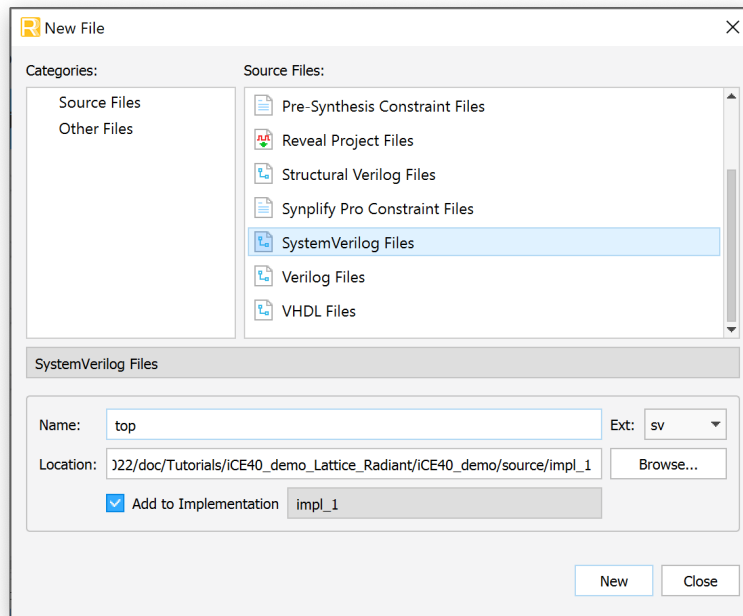 New File
Categories:
Source Files:
Source Files
Other Files
Pre-Synthesis Constraint Files
Reveal Project Files
Structural Verilog Files
Synplify Pro Constraint Files
SystemVerilog Files
Verilog Files
VHDL Files
SystemVerilog Files
Name: top Ext: sv
Location: 022/doc/Tutorials/iCE40_demo_Lattice_Radiant/iCE40_demo/source/impl_1 Browse...
Add to Implementation impl_1
New Close